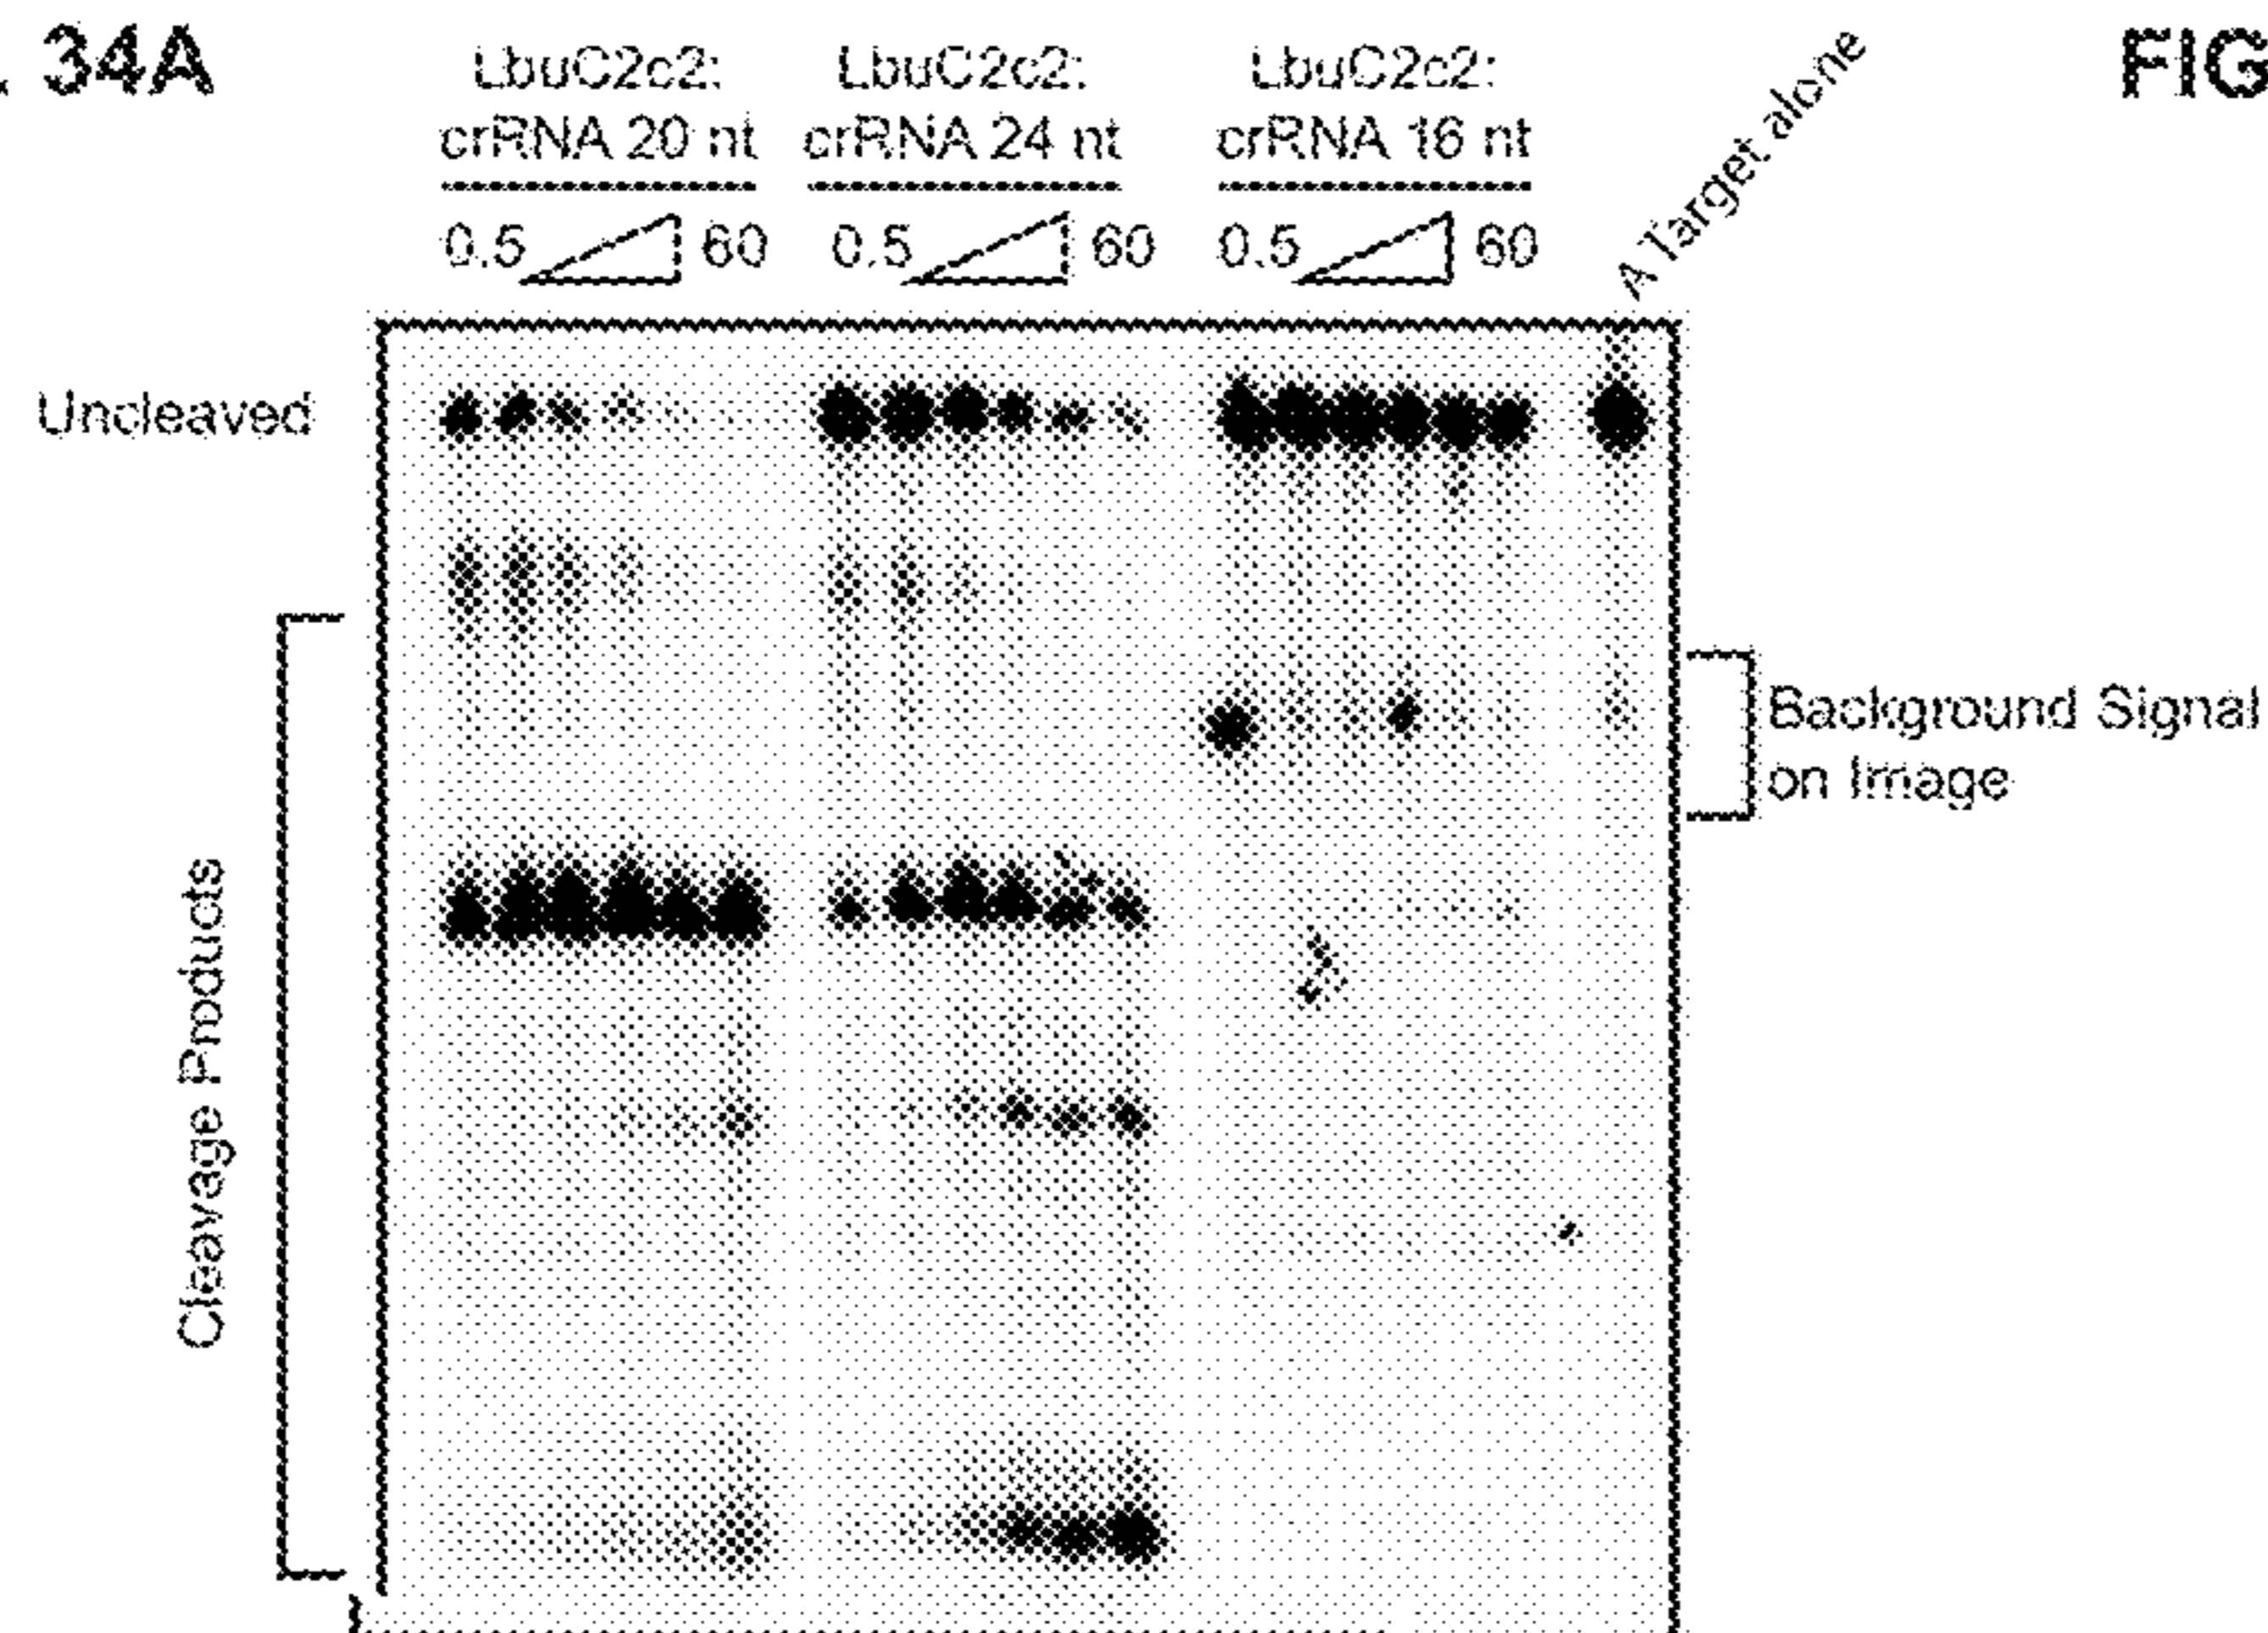 . 34A
FIG
LbuC2c2:
crRNA 20 nt
LbuC2c2:
crRNA 24 nt
LbuC2c2:
crRNA 16 nt
A Target alone
0.5 60
0.5 60
0.5 60
Uncleaved
Cleavage Products
Background Signal
on Image